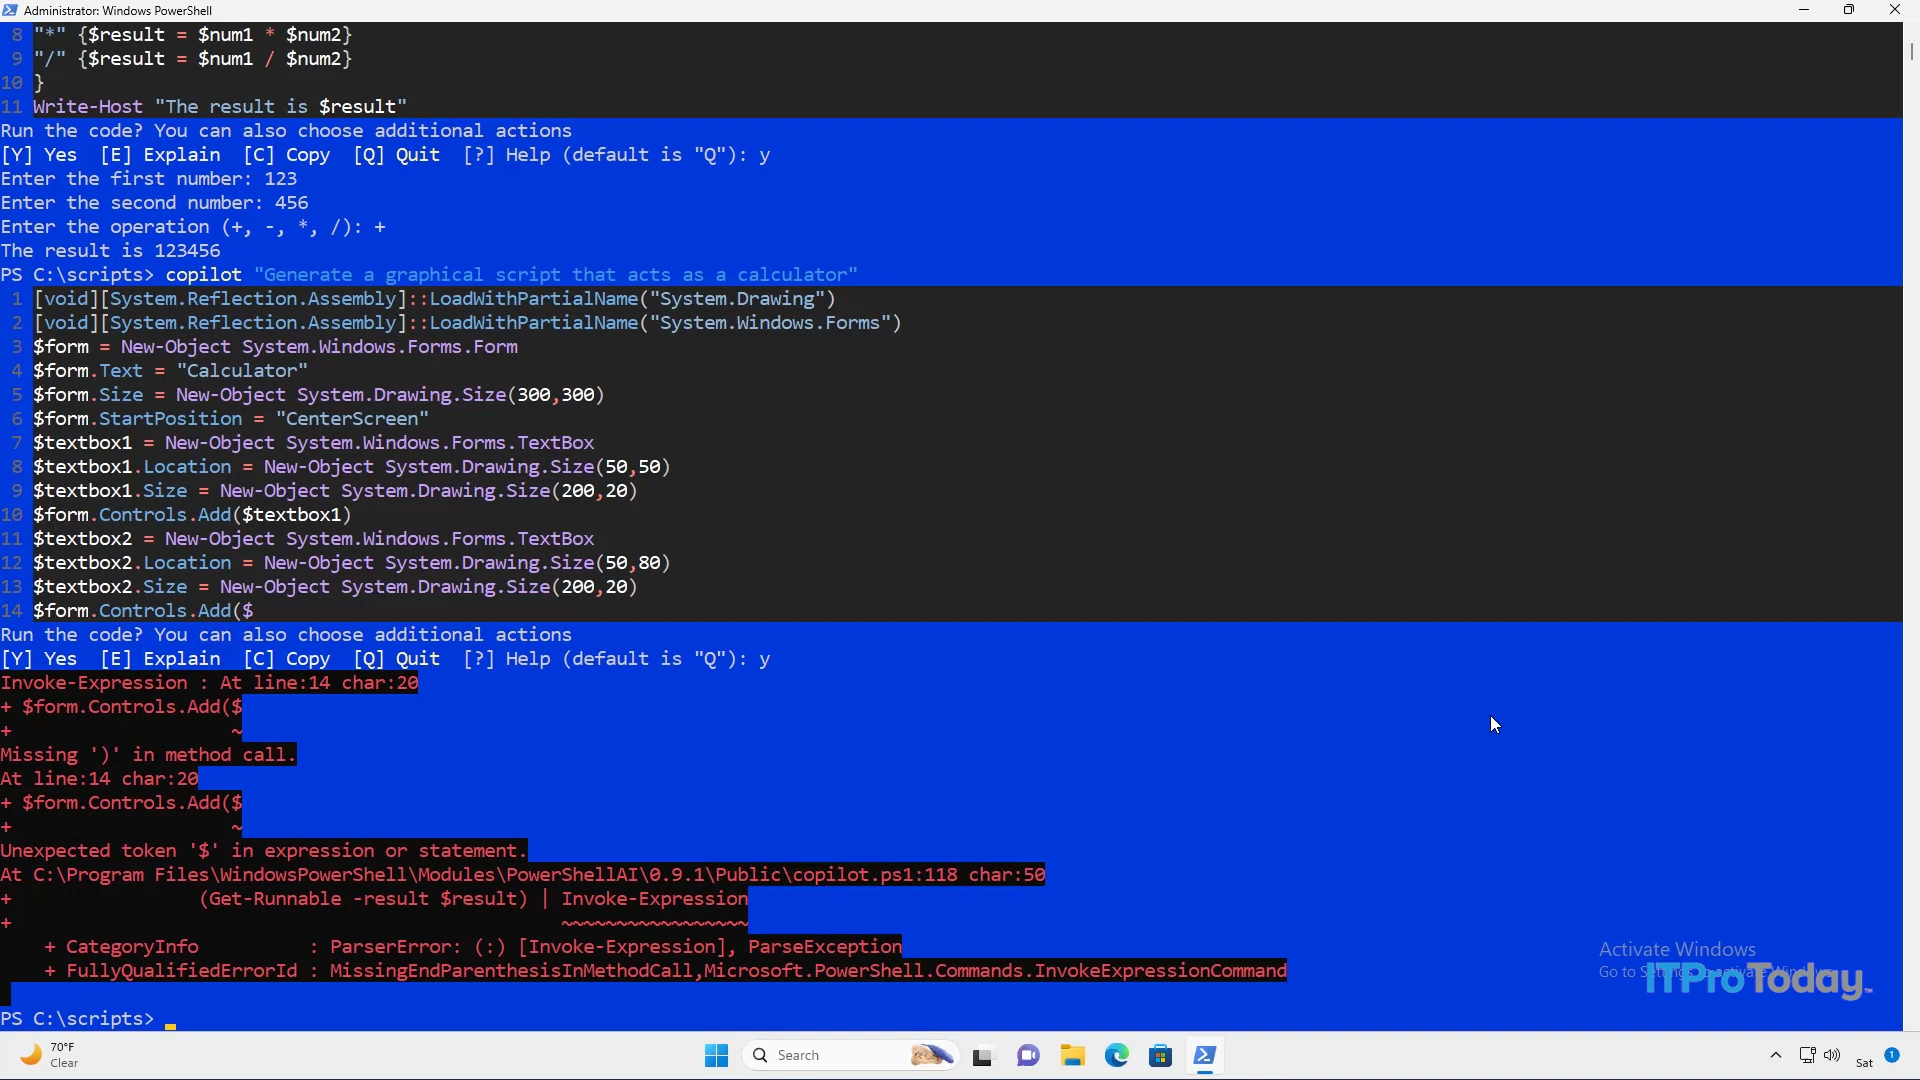 Administrator: Windows PowerShell
8 "*" {$result = $num1 * $num2}
9 "/" {$result = $num1 / $num2}
10 }
11 Write-Host "The result is $result"
Run the code? You can also choose additional actions
[Y] Yes [E] Explain [C] Copy [Q] Quit [?] Help (default is "Q"): y
Enter the first number: 123
Enter the second number: 456
Enter the operation (+, -, *, /): +
The result is 123456
PS C:\scripts> copilot "Generate a graphical script that acts as a calculator"
1 [void][System.Reflection.Assembly]::LoadWithPartialName("System.Drawing")
2 [void][System.Reflection.Assembly]::LoadWithPartialName("System.Windows.Forms")
3 $form = New-Object System.Windows.Forms.Form
4 $form.Text = "Calculator"
5 $form.Size = New-Object System.Drawing.Size(300,300)
6 $form.StartPosition = "CenterScreen"
7 $textbox1 = New-Object System.Windows.Forms.TextBox
8 $textbox1.Location = New-Object System.Drawing.Size(50,50)
9 $textbox1.Size = New-Object System.Drawing.Size(200,20)
10 $form.Controls.Add($textbox1)
11 $textbox2 = New-Object System.Windows.Forms.TextBox
12 $textbox2.Location = New-Object System.Drawing.Size(50,80)
13 $textbox2.Size = New-Object System.Drawing.Size(200,20)
14 $form.Controls.Add($
Run the code? You can also choose additional actions
[Y] Yes [E] Explain [C] Copy [Q] Quit [?] Help (default is "Q"): y
Invoke-Expression : At line:14 char:20
+ $form.Controls.Add($
+ ~
Missing ')' in method call.
At line:14 char:20
+ $form.Controls.Add($
+ ~
Unexpected token '$' in expression or statement.
At C:\Program Files\WindowsPowerShell\Modules\PowerShellAI\0.9.1\Public\copilot.ps1:118 char:50
+ (Get-Runnable -result $result) | Invoke-Expression
+ ~~~~~~~~~~~~~~~~~
+ CategoryInfo : ParserError: (:) [Invoke-Expression], ParseException
+ FullyQualifiedErrorId : MissingEndParenthesisInMethodCall,Microsoft.PowerShell.Commands.InvokeExpressionCommand
PS C:\scripts>
Activate Windows
Go to
ITProToday™
70°F
Clear
Search
Sat
1